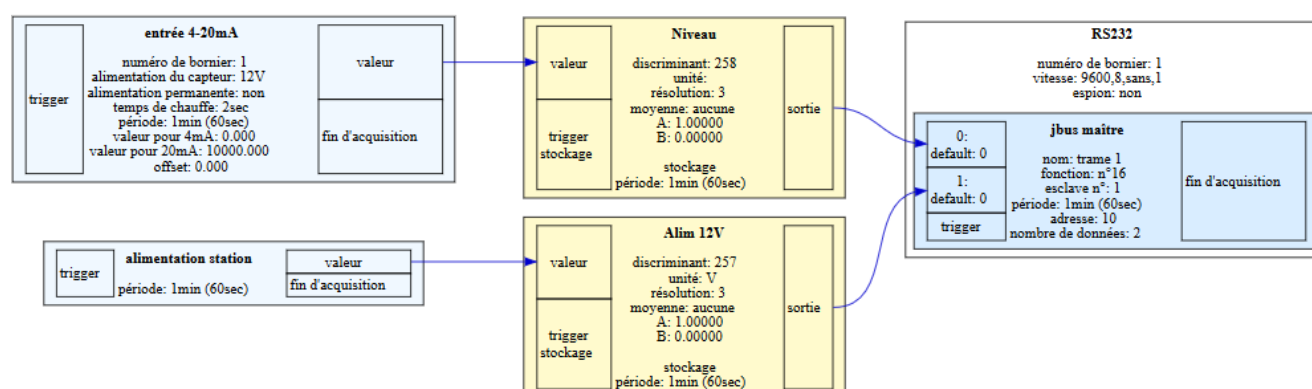 entrée 4-20mA
trigger
numéro de bornier: 1
alimentation du capteur: 12V
alimentation permanente: non
temps de chauffe: 2sec
période: 1min (60sec)
valeur pour 4mA: 0.000
valeur pour 20mA: 10000.000
offset: 0.000
valeur
fin d'acquisition
alimentation station
trigger
période: 1min (60sec)
valeur
fin d'acquisition
Niveau
valeur
trigger
stockage
discriminant: 258
unité:
résolution: 3
moyenne: aucune
A: 1.00000
B: 0.00000
stockage
période: 1min (60sec)
sortie
Alim 12V
valeur
trigger
stockage
discriminant: 257
unité: V
résolution: 3
moyenne: aucune
A: 1.00000
B: 0.00000
stockage
période: 1min (60sec)
sortie
RS232
numéro de bornier: 1
vitesse: 9600,8,sans,1
espion: non
jbus maître
0:
default: 0
1:
default: 0
trigger
nom: trame 1
fonction: n°16
esclave n°: 1
période: 1min (60sec)
adresse: 10
nombre de données: 2
fin d'acquisition